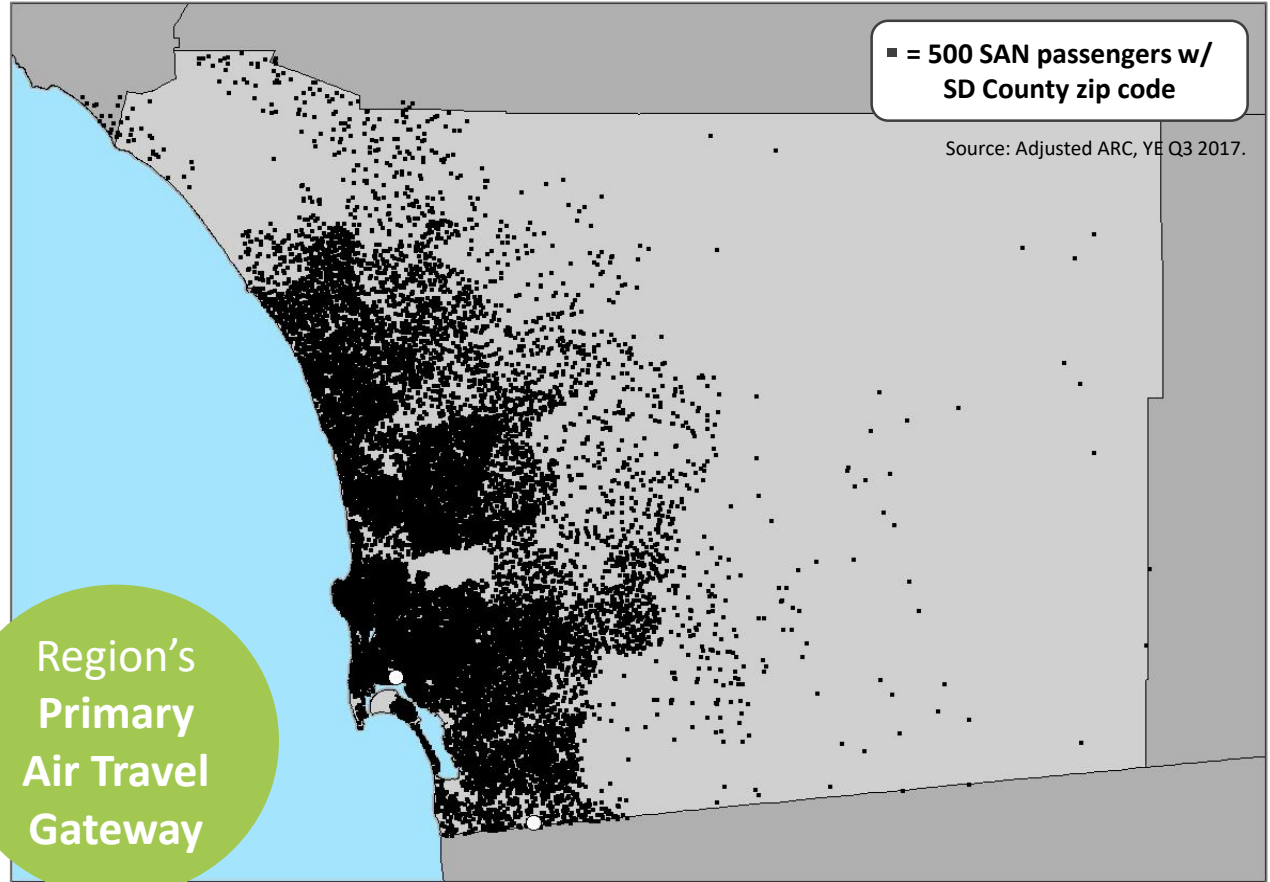 = 500 SAN passengers w/
SD County zip code
Source: Adjusted ARC, YE Q3 2017.
Region’s
Primary
Air Travel
Gateway